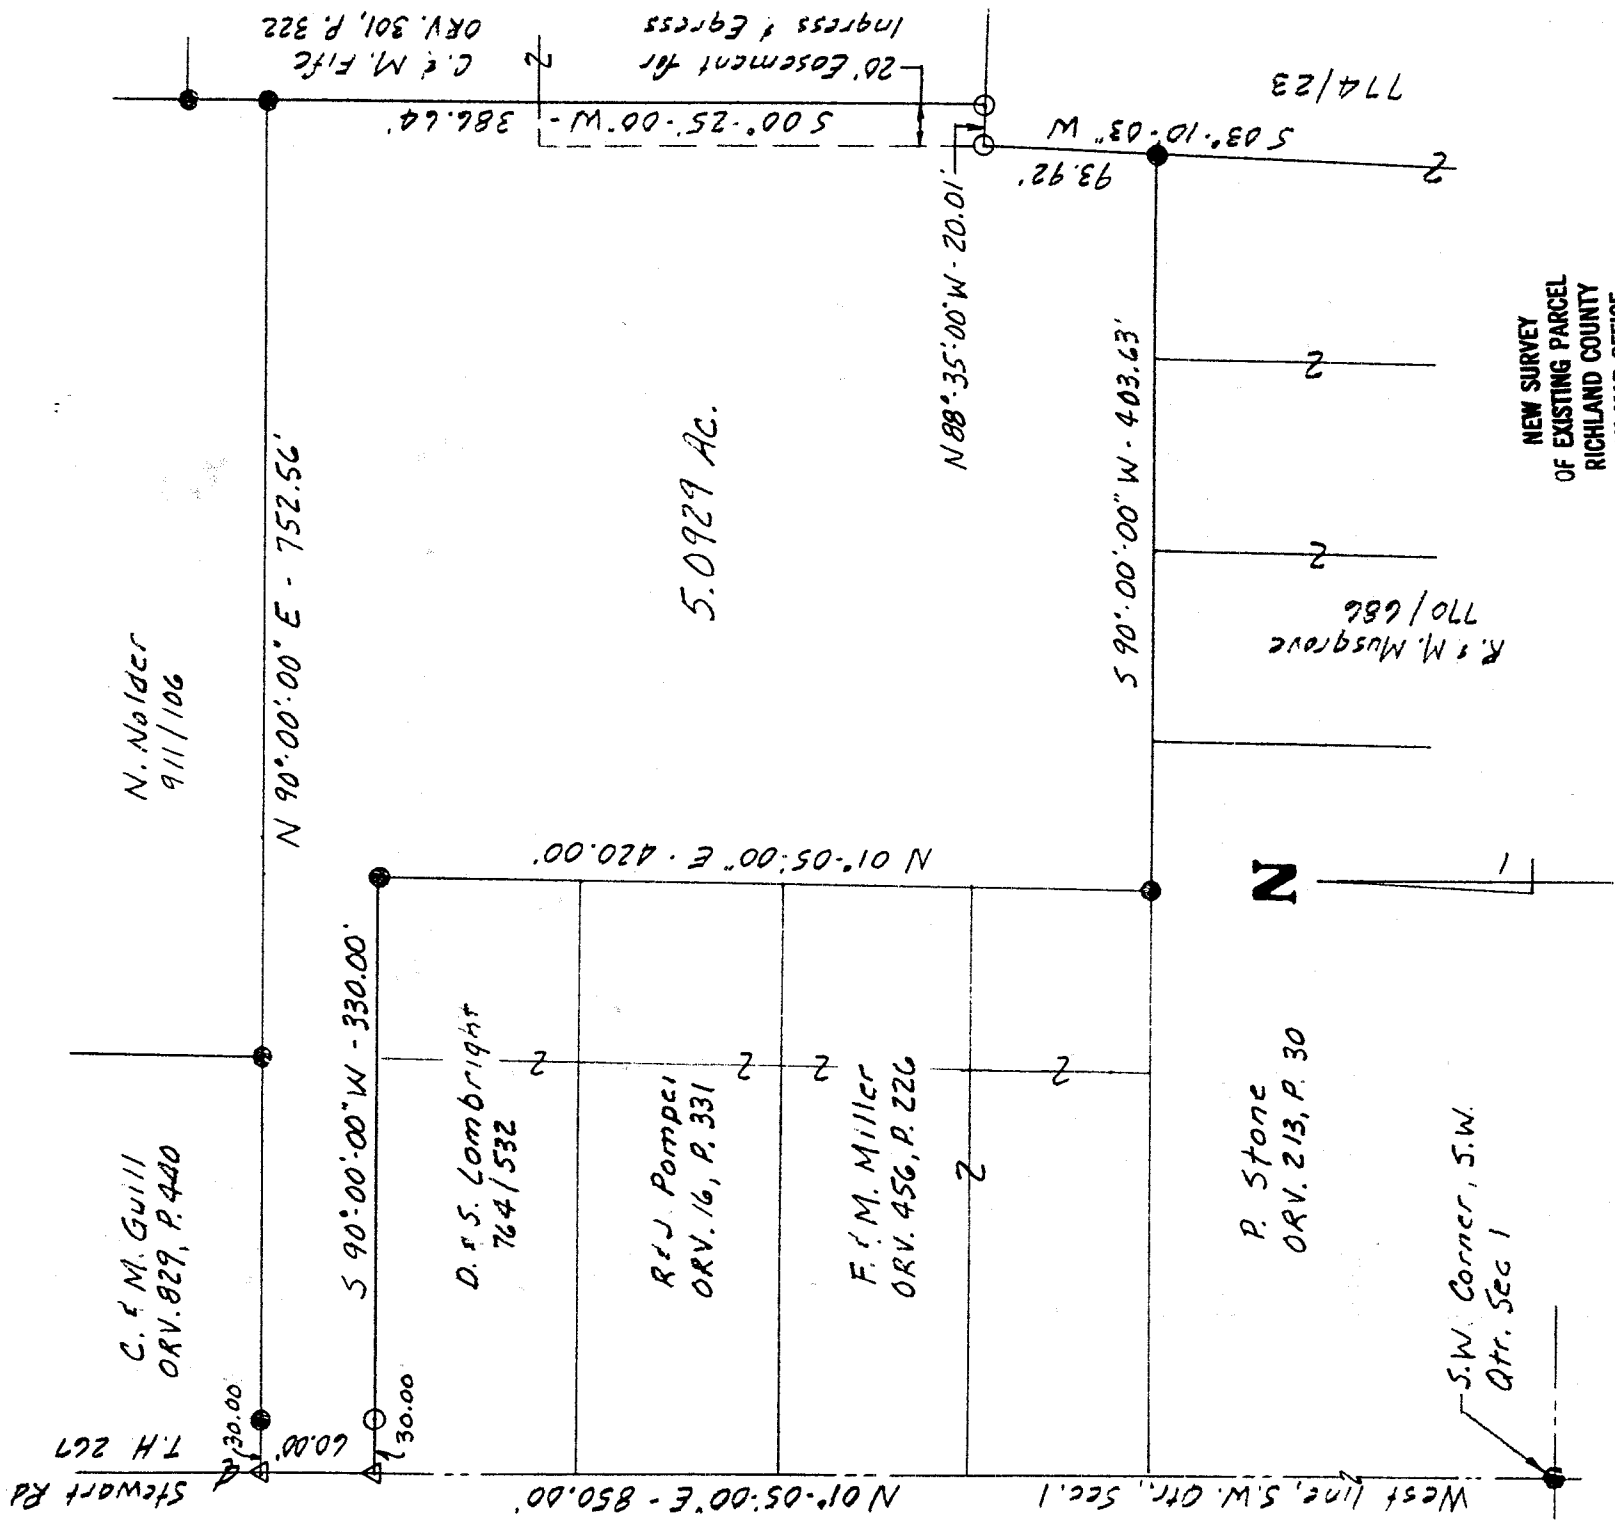 Stewart Rd
T.H 267
C. & M. Guill
ORV. 829, P. 440
N. Nolder
911/106
C. & M. Fife
ORV. 301, P. 322
20' Easement for
Ingress & Egress
30.00'
60.00'
30.00
N 90°-00'-00" E - 752.56'
S 90°-00'-00" W - 330.00'
S 00°-25'-00" W - 386.64'
N 01°-05'-00" E - 420.00'
5.0929 Ac.
N 88°-35'-00" W - 20.01'
S 03°-10'-03" W
93.92'
774/23
S 90°-00'-00" W - 403.63'
D. & S. Lambright
764/532
R & J Pompei
ORV. 16, P. 331
F. & M. Miller
ORV. 456, P. 226
P. Stone
ORV. 213, P. 30
R. & M. Musgrove
770/686
N 01°-05'-00" E - 850.00'
West line, S.W. Qtr., Sec. 1
S.W. Corner, S.W.
Qtr. Sec 1
N
1
NEW SURVEY
OF EXISTING PARCEL
RICHLAND COUNTY